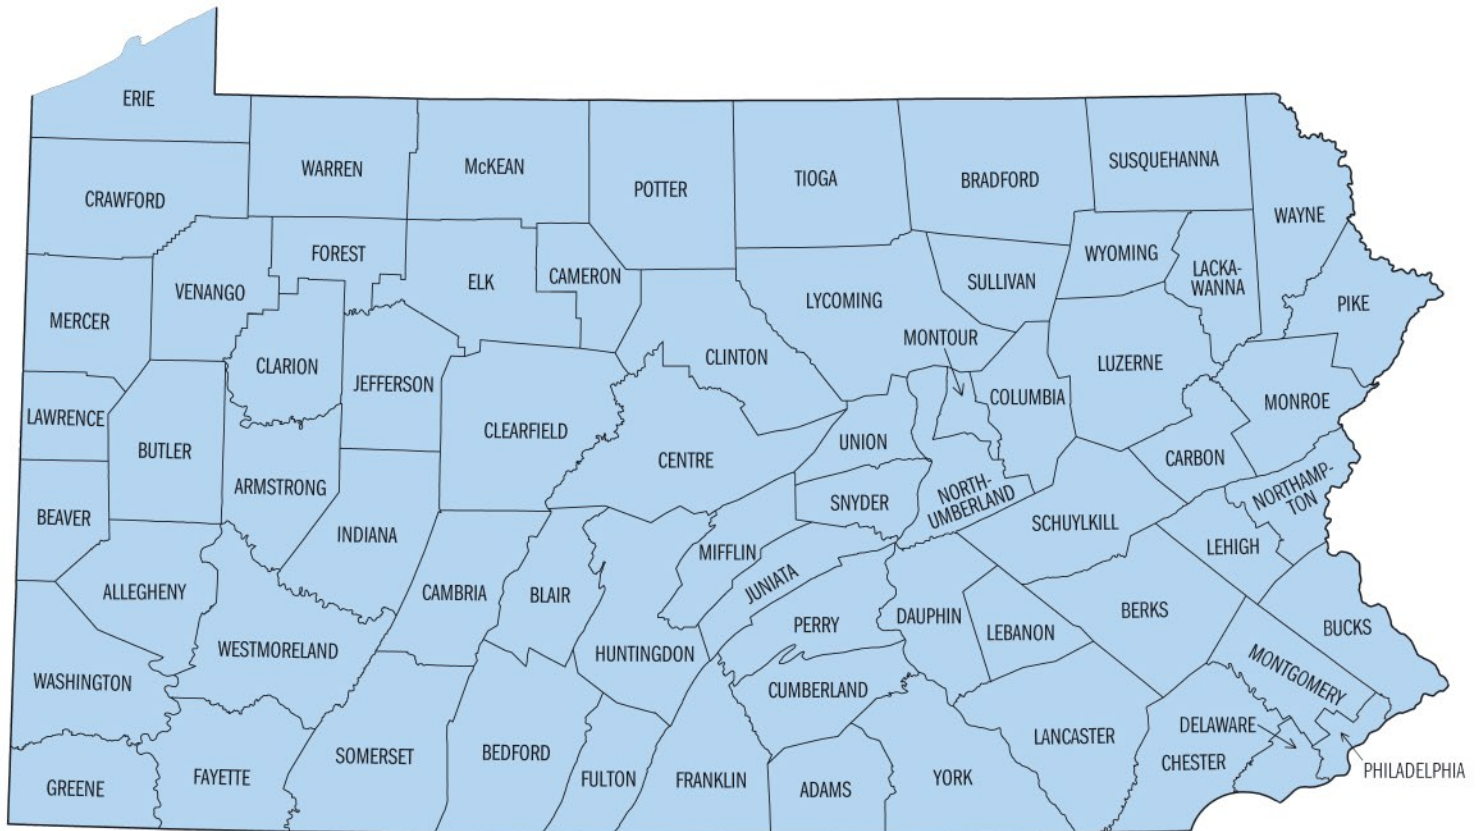 ERIE
CRAWFORD
WARREN
McKEAN
POTTER
TIOGA
BRADFORD
SUSQUEHANNA
WAYNE
FOREST
VENANGO
ELK
CAMERON
LYCOMING
SULLIVAN
WYOMING
LACKA-
WANNA
PIKE
MERCER
CLARION
JEFFERSON
CLINTON
MONTOUR
COLUMBIA
LUZERNE
MONROE
LAWRENCE
BUTLER
ARMSTRONG
CLEARFIELD
CENTRE
UNION
SNYDER
NORTH-
UMBERLAND
SCHUYLKILL
CARBON
NORTHAMP-
TON
LEHIGH
BEAVER
INDIANA
ALLEGHENY
CAMBRIA
BLAIR
MIFFLIN
JUNIATA
PERRY
DAUPHIN
LEBANON
BERKS
BUCKS
WESTMORELAND
HUNTINGDON
WASHINGTON
CUMBERLAND
MONTGOMERY
GREENE
FAYETTE
SOMERSET
BEDFORD
FULTON
FRANKLIN
ADAMS
YORK
LANCASTER
DELAWARE
CHESTER
PHILADELPHIA